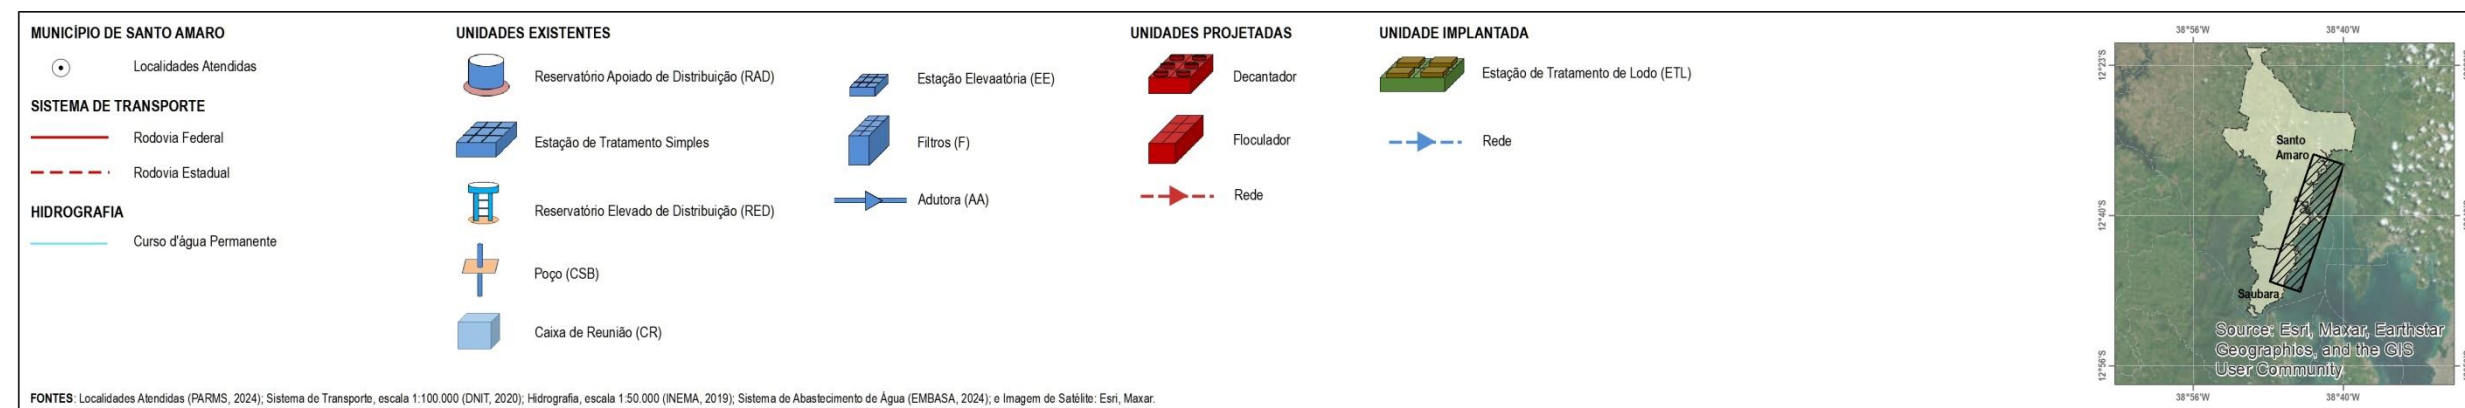 MUNICÍPIO DE SANTO AMARO
Localidades Atendidas
SISTEMA DE TRANSPORTE
Rodovia Federal
Rodovia Estadual
HIDROGRAFIA
Curso d'água Permanente
UNIDADES EXISTENTES
Reservatório Apoiado de Distribuição (RAD)
Estação de Tratamento Simples
Reservatório Elevado de Distribuição (RED)
Poço (CSB)
Caixa de Reunião (CR)
Estação Elevaatória (EE)
Filtros (F)
Adutora (AA)
UNIDADES PROJETADAS
Decantador
Floculador
Rede
UNIDADE IMPLANTADA
Estação de Tratamento de Lodo (ETL)
Rede
38°56'W
38°40'W
12°23'S
12°40'S
12°56'S
Santo
Amaro
Saubara
Source: Esri, Maxar, Earthstar
Geographics, and the GIS
User Community
38°56'W
38°40'W
FONTES: Localidades Atendidas (PARMS, 2024); Sistema de Transporte, escala 1:100.000 (DNIT, 2020); Hidrografia, escala 1:50.000 (INEMA, 2019); Sistema de Abastecimento de Água (EMBASA, 2024); e Imagem de Satélite: Esri, Maxar.